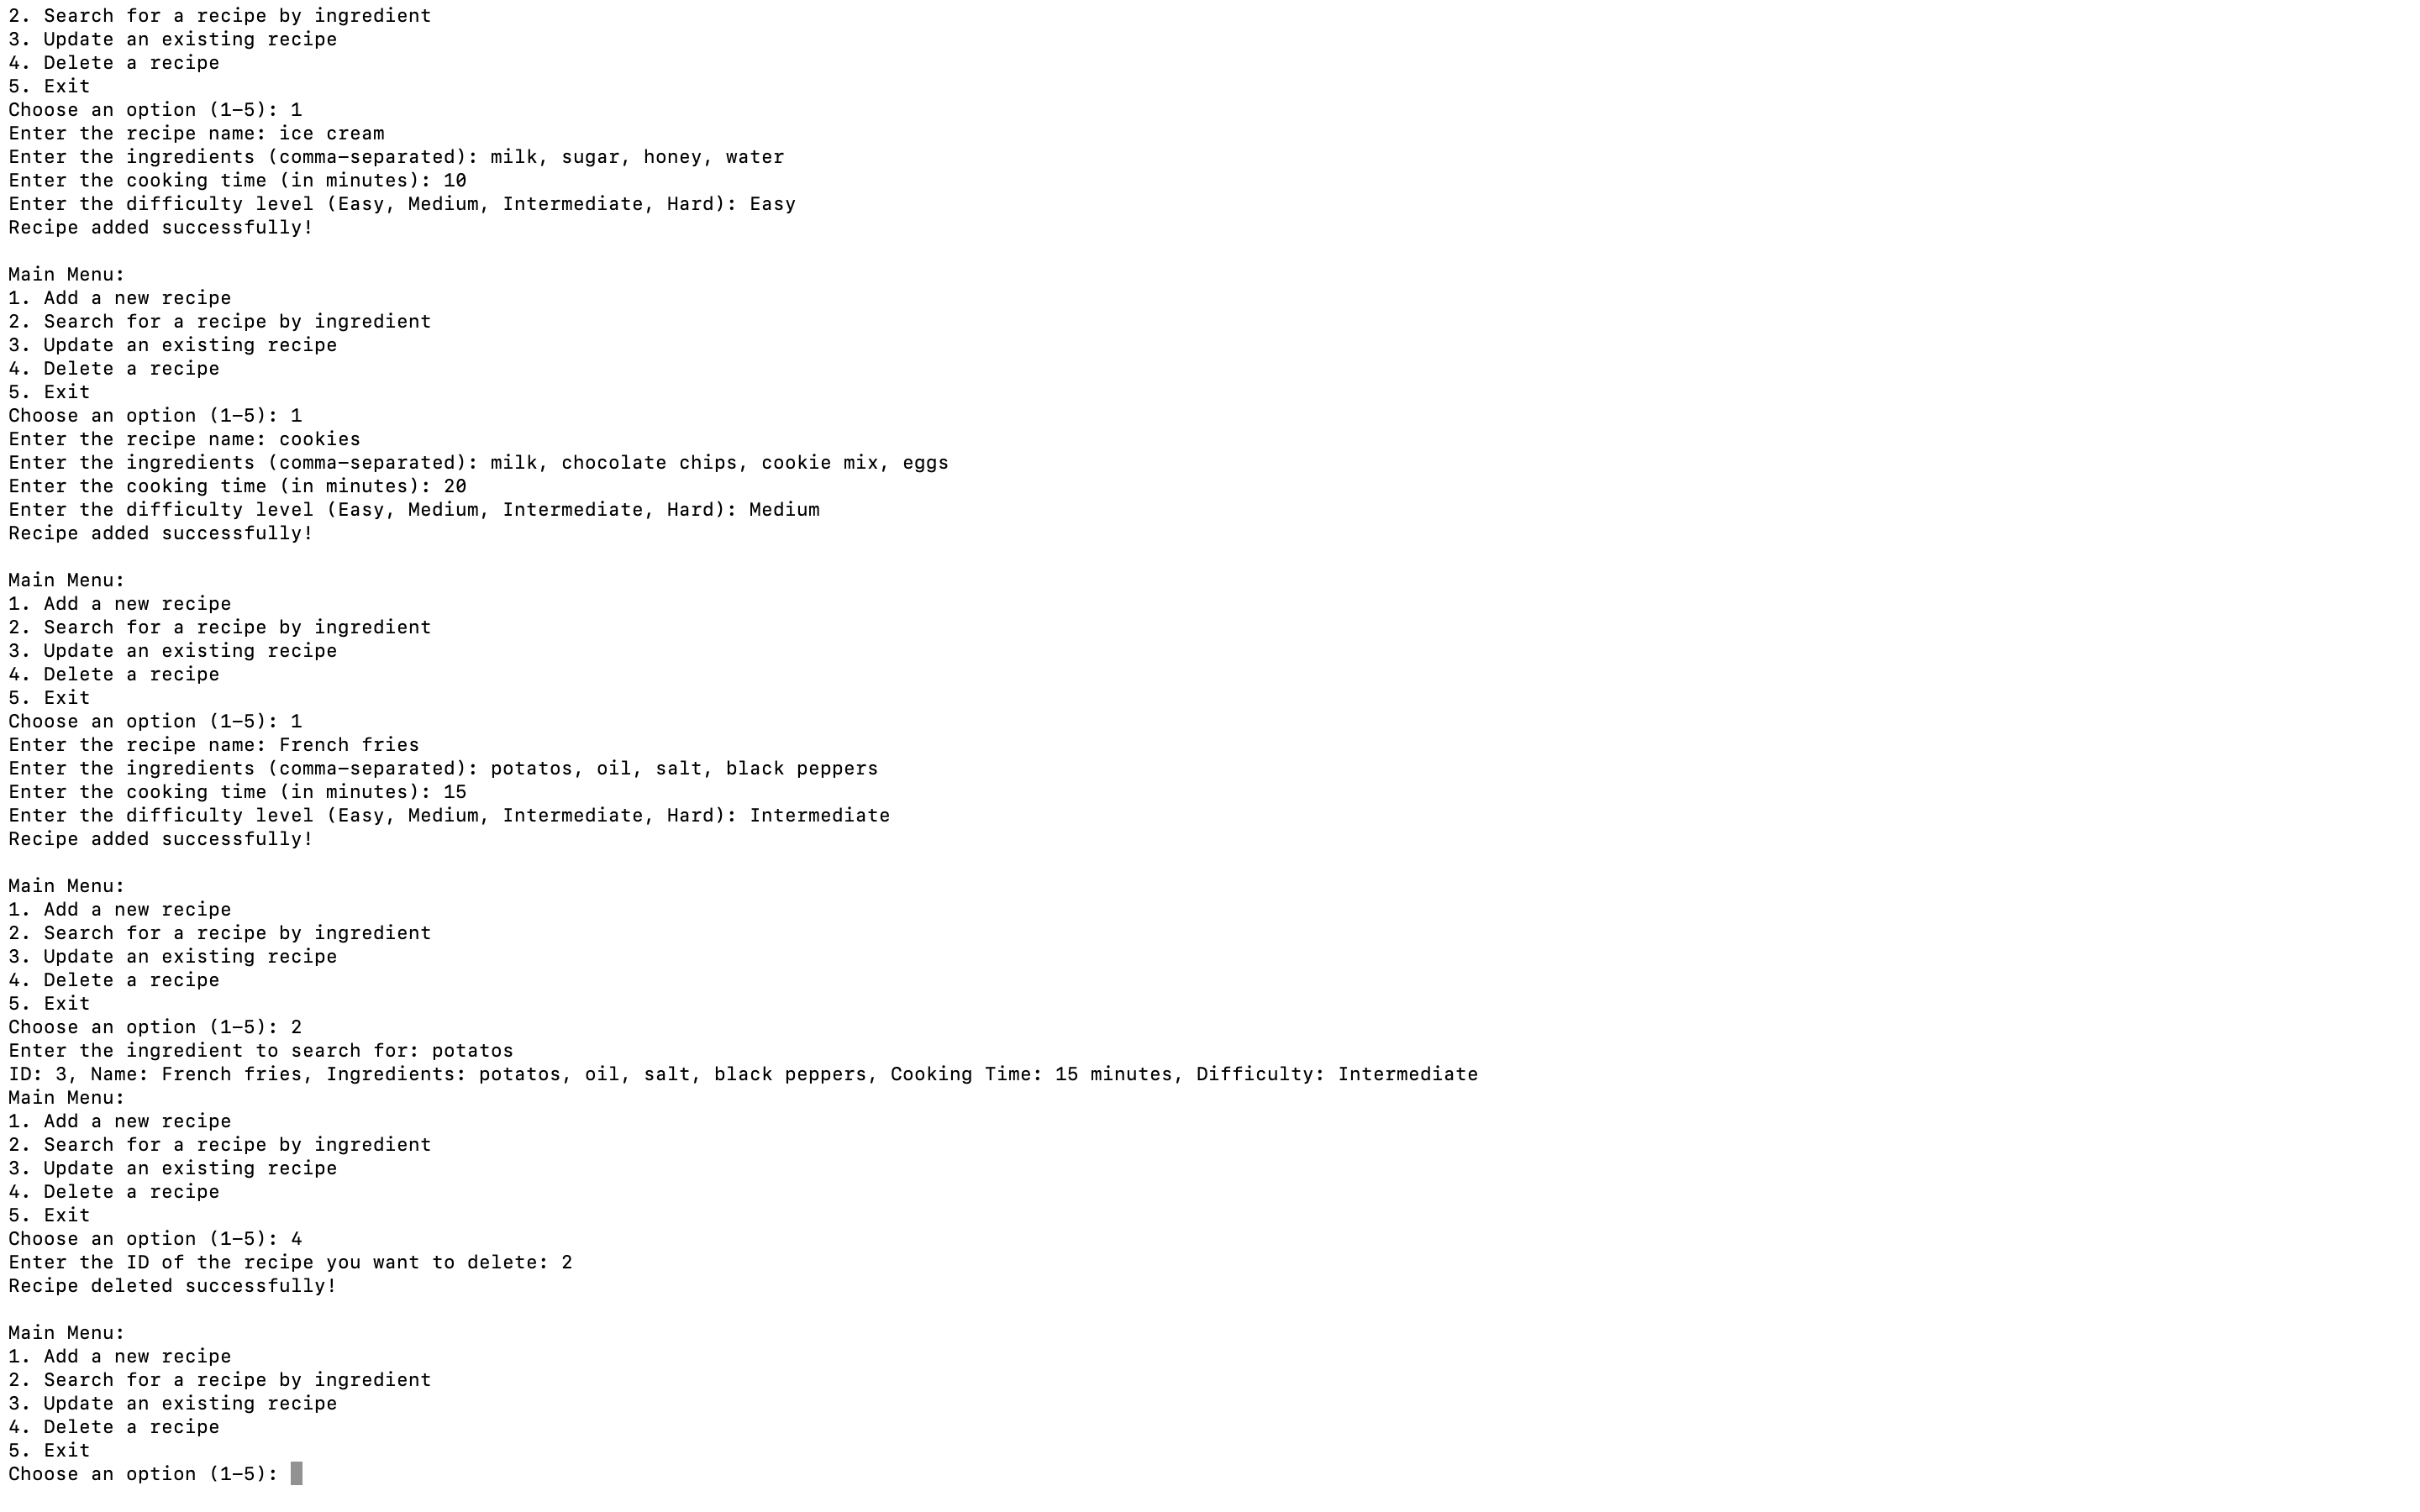 2. Search for a recipe by ingredient
3. Update an existing recipe
4. Delete a recipe
5. Exit
Choose an option (1-5): 1
Enter the recipe name: ice cream
Enter the ingredients (comma-separated): milk, sugar, honey, water
Enter the cooking time (in minutes): 10
Enter the difficulty level (Easy, Medium, Intermediate, Hard): Easy
Recipe added successfully!

Main Menu:
1. Add a new recipe
2. Search for a recipe by ingredient
3. Update an existing recipe
4. Delete a recipe
5. Exit
Choose an option (1-5): 1
Enter the recipe name: cookies
Enter the ingredients (comma-separated): milk, chocolate chips, cookie mix, eggs
Enter the cooking time (in minutes): 20
Enter the difficulty level (Easy, Medium, Intermediate, Hard): Medium
Recipe added successfully!

Main Menu:
1. Add a new recipe
2. Search for a recipe by ingredient
3. Update an existing recipe
4. Delete a recipe
5. Exit
Choose an option (1-5): 1
Enter the recipe name: French fries
Enter the ingredients (comma-separated): potatos, oil, salt, black peppers
Enter the cooking time (in minutes): 15
Enter the difficulty level (Easy, Medium, Intermediate, Hard): Intermediate
Recipe added successfully!

Main Menu:
1. Add a new recipe
2. Search for a recipe by ingredient
3. Update an existing recipe
4. Delete a recipe
5. Exit
Choose an option (1-5): 2
Enter the ingredient to search for: potatos
ID: 3, Name: French fries, Ingredients: potatos, oil, salt, black peppers, Cooking Time: 15 minutes, Difficulty: Intermediate
Main Menu:
1. Add a new recipe
2. Search for a recipe by ingredient
3. Update an existing recipe
4. Delete a recipe
5. Exit
Choose an option (1-5): 4
Enter the ID of the recipe you want to delete: 2
Recipe deleted successfully!

Main Menu:
1. Add a new recipe
2. Search for a recipe by ingredient
3. Update an existing recipe
4. Delete a recipe
5. Exit
Choose an option (1-5):